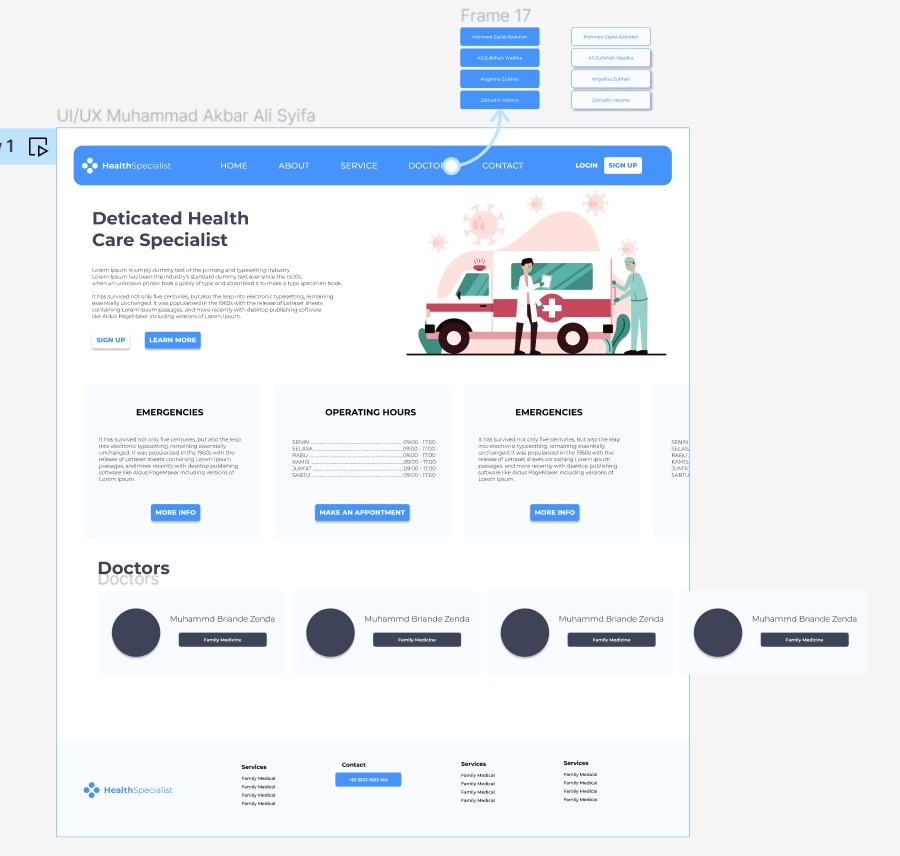 Frame 17
Mehmed Zayid Abdullah
Mehmed Zayid Abdullah
Ali Zulkifhah Wadiha
Ali Zulkifhah Wadiha
Angelina Zubhair
Angelina Zubhair
Zainudin Yatama
Zainudin Yatama
UI/UX Muhammad Akbar Ali Syifa
1
HealthSpecialist
HOME
ABOUT
SERVICE
CONTACT
LOGIN
SIGN UP
Deticated Health
Care Specialist
Lorem Ipsum is simply dummy text of the printing and typesetting industry.
Lorem Ipsum has been the industry's standard dummy text ever since the 1500s,
when an unknown printer took a galley of type and scrambled it to make a type specimen book.
It has survived not only five centuries, but also the leap into electronic typesetting, remaining
essentially unchanged. It was popularised in the 1960s with the release of Letraset sheets
containing Lorem Ipsum passages, and more recently with desktop publishing software
like Aldus PageMaker including versions of Lorem Ipsum.
SIGN UP
LEARN MORE
EMERGENCIES
It has survived not only five centuries, but also the leap
into electronic typesetting, remaining essentially
unchanged. It was popularised in the 1960s with the
release of Letraset sheets containing Lorem Ipsum
passages, and more recently with desktop publishing
software like Aldus PageMaker including versions of
Lorem Ipsum.
MORE INFO
OPERATING HOURS
SENIN 09:00 - 17:00
SELASA 09:00 - 17:00
RABU 09:00 - 17:00
KAMIS 09:00 - 17:00
JUM'AT 09:00 - 17:00
SABTU 09:00 - 17:00
MAKE AN APPONTMENT
EMERGENCIES
It has survived not only five centuries, but also the leap
into electronic typesetting, remaining essentially
unchanged. It was popularised in the 1960s with the
release of Letraset sheets containing Lorem Ipsum
passages, and more recently with desktop publishing
software like Aldus PageMaker including versions of
Lorem Ipsum.
MORE INFO
SENIN
RABU
KAMIS
SABTU
Doctors
Doctors
Muhammd Briande Zenda
Family Medicine
Muhammd Briande Zenda
Family Medicine
Muhammd Briande Zenda
Family Medicine
Muhammd Briande Zenda
Family Medicine
HealthSpecialist
Services
Family Medical
Family Medical
Family Medical
Family Medical
Contact
+62 8122-1522-146
Services
Family Medical
Family Medical
Family Medical
Family Medical
Services
Family Medical
Family Medical
Family Medical
Family Medical